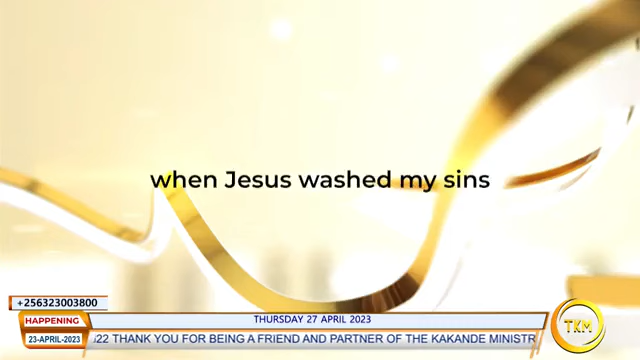 when Jesus washed my sins
+256323003800
HAPPENING
THURSDAY 27 APRIL 2023
TKM
23-APRIL-2023
22 THANK YOU FOR BEING A FRIEND AND PARTNER OF THE KAKANDE MINISTR